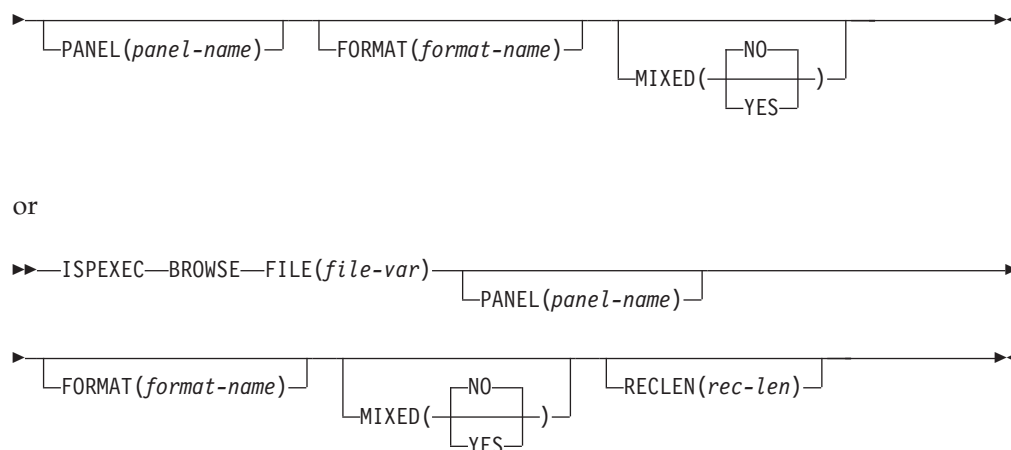 NO
PANEL(panel-name) FORMAT(format-name) MIXED( )
YES
or
ISPEXEC BROWSE FILE(file-var)
PANEL(panel-name)
NO
FORMAT(format-name) MIXED( ) RECLEN(rec-len)
YES